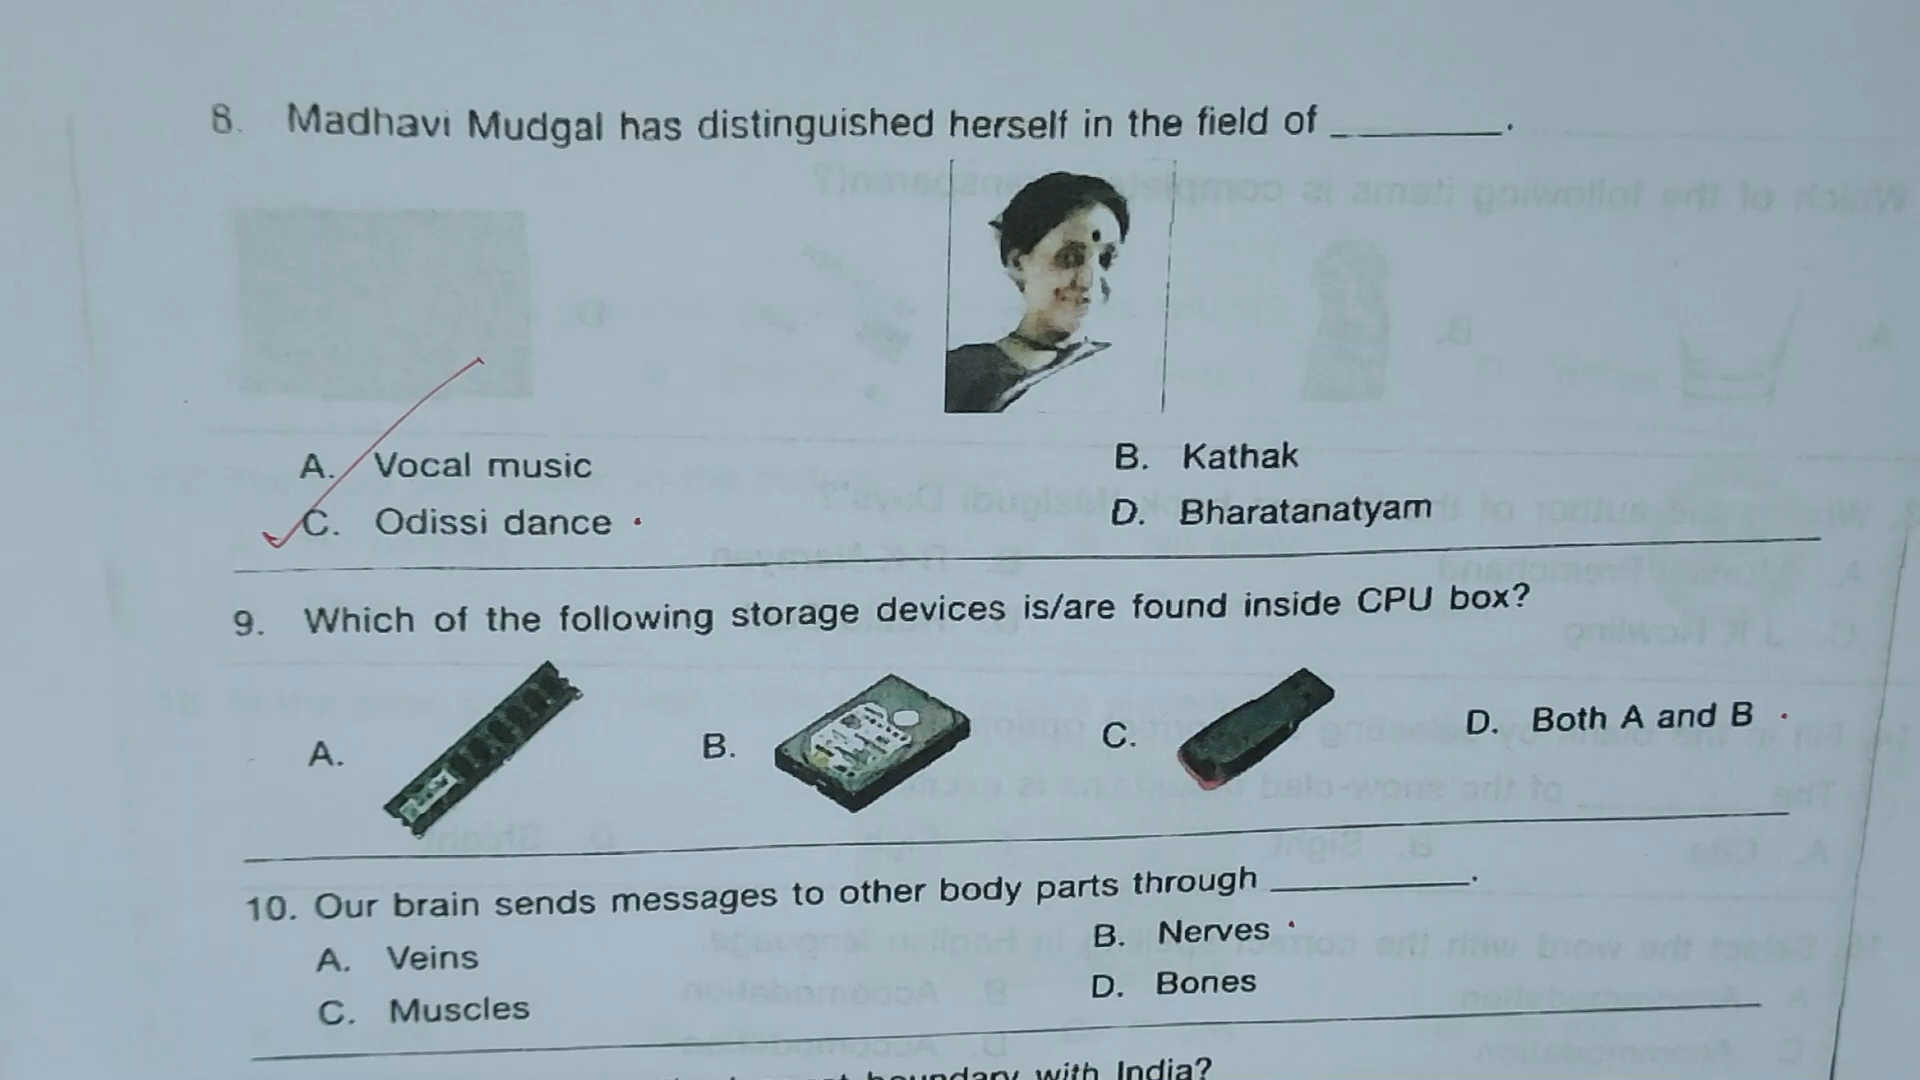 8. Madhavi Mudgal has distinguished herself in the field of ________.
A. Vocal music
B. Kathak
C. Odissi dance
D. Bharatanatyam
9. Which of the following storage devices is/are found inside CPU box?
A.
B.
C.
D. Both A and B
10. Our brain sends messages to other body parts through ________.
A. Veins
B. Nerves
C. Muscles
D. Bones
boundary with India?